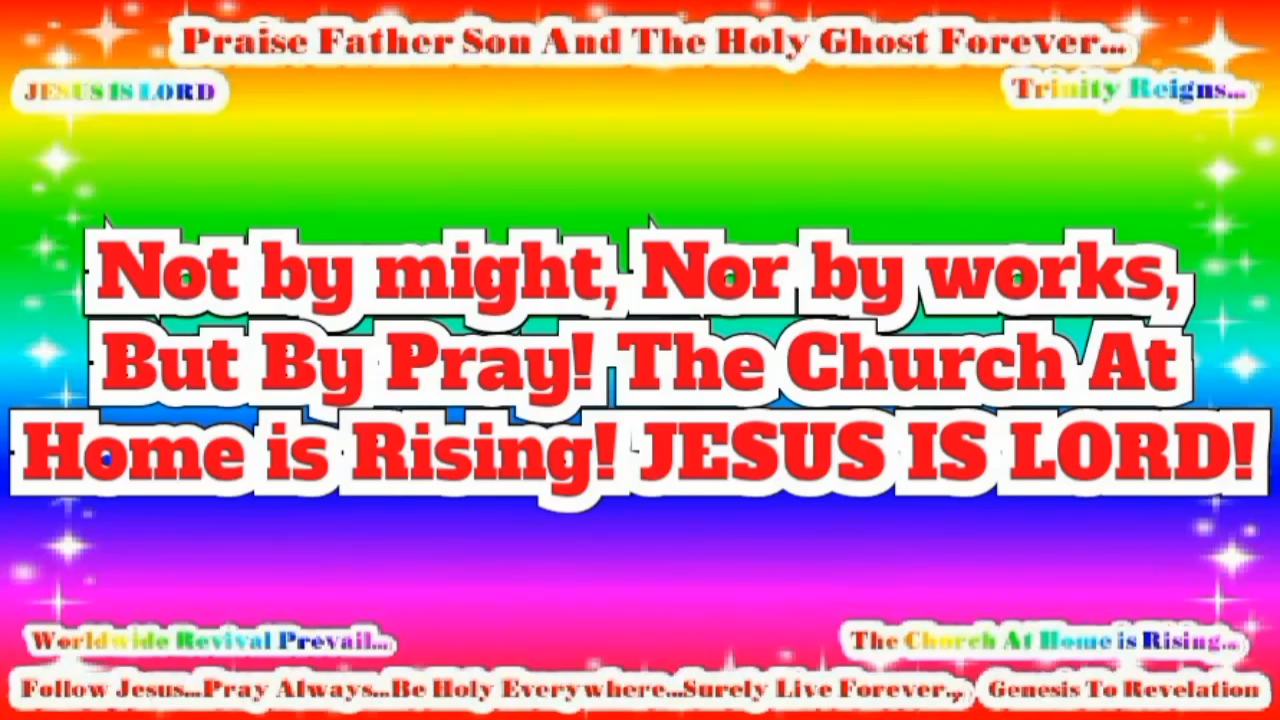 Praise Father Son And The Holy Ghost Forever...
JESUS IS LORD
Trinity Reigns...
Not by might, Nor by works,
But By Pray! The Church At
Home is Rising! JESUS IS LORD!
Worldwide Revival Prevail...
The Church At Home is Rising...
Follow Jesus...Pray Always...Be Holy Everywhere...Surely Live Forever..,
Genesis To Revelation